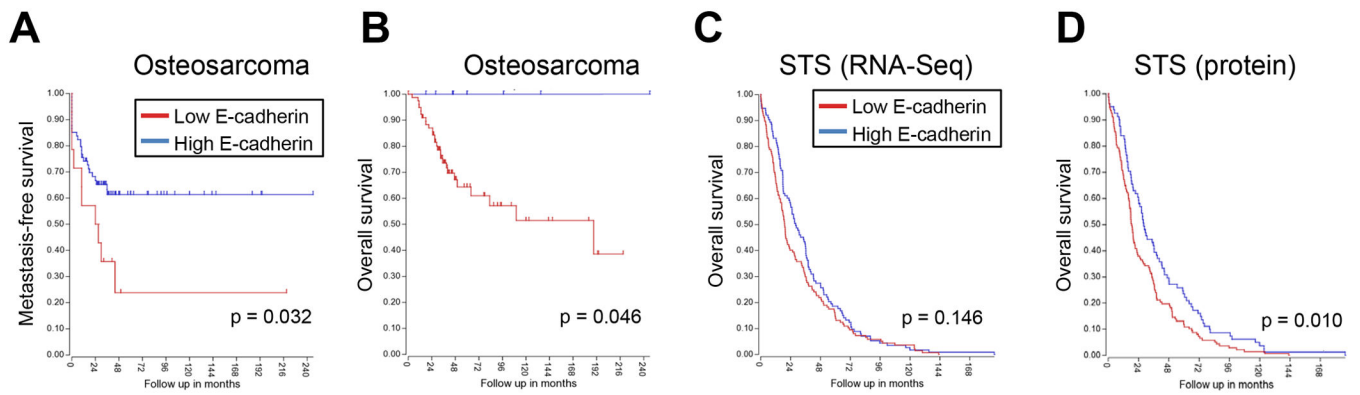 A
Osteosarcoma
Metastasis-free survival
1.00
0.90
0.80
0.70
0.60
0.50
0.40
0.30
0.20
0.10
0.00
Low E-cadherin
High E-cadherin
p = 0.032
0 24 48 72 96 120 144 168 192 216 240
Follow up in months
B
Osteosarcoma
Overall survival
1.00
0.90
0.80
0.70
0.60
0.50
0.40
0.30
0.20
0.10
0.00
p = 0.046
0 24 48 72 96 120 144 168 192 216 240
Follow up in months
C
STS (RNA-Seq)
Overall survival
1.00
0.90
0.80
0.70
0.60
0.50
0.40
0.30
0.20
0.10
0.00
Low E-cadherin
High E-cadherin
p = 0.146
0 24 48 72 96 120 144 168
Follow up in months
D
STS (protein)
Overall survival
1.00
0.90
0.80
0.70
0.60
0.50
0.40
0.30
0.20
0.10
0.00
p = 0.010
0 24 48 72 96 120 144 168
Follow up in months